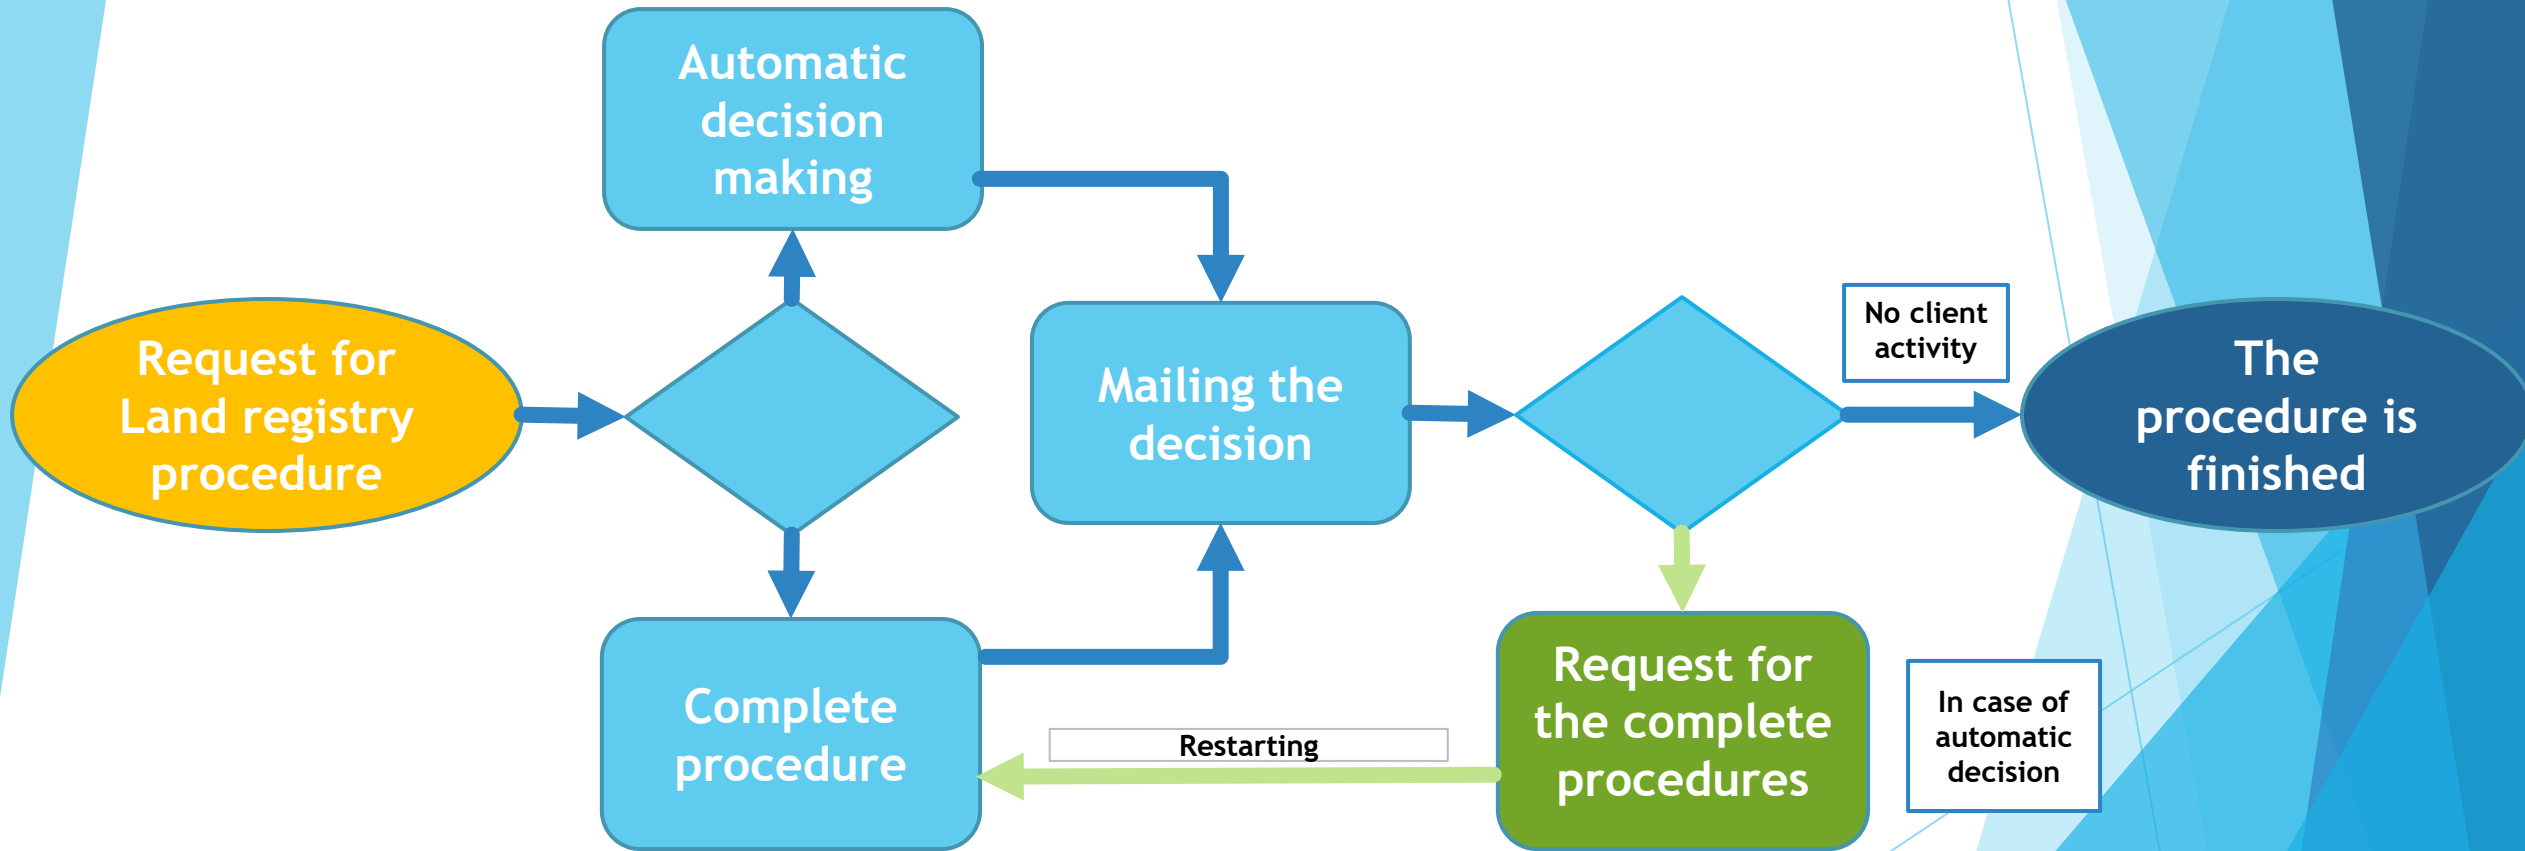 Automatic
decision
making
Request for
Land registry
procedure
Mailing the
decision
No client
activity
The
procedure is
finished
Complete
procedure
Restarting
Request for
the complete
procedures
In case of
automatic
decision